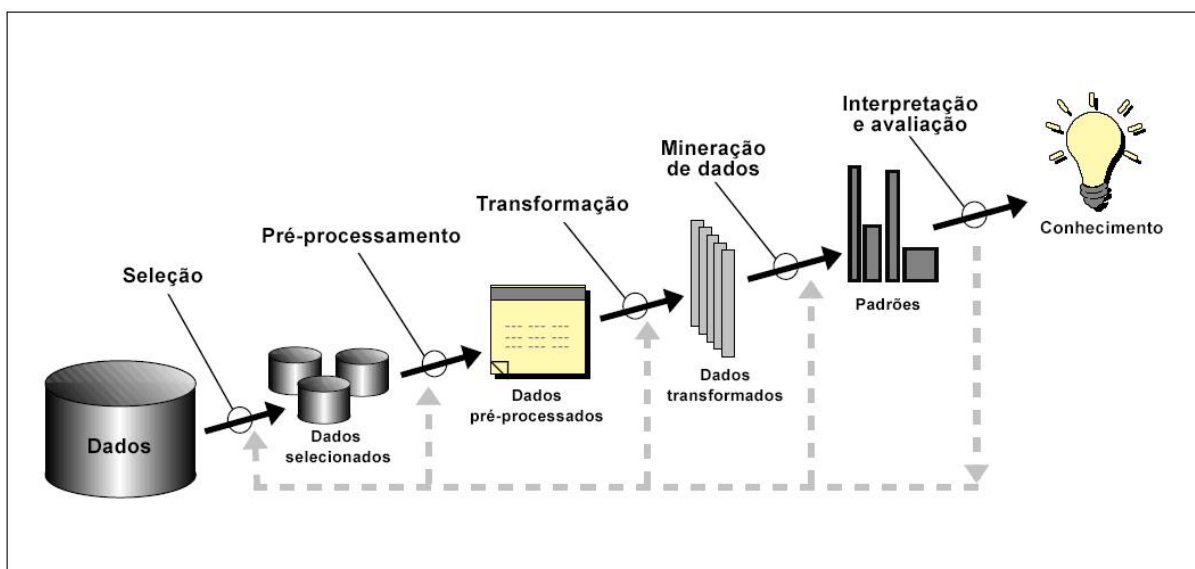 Interpretação
e avaliação
Mineração
de dados
Transformação
Pré-processamento
Seleção
Dados
Dados
selecionados
Dados
pré-processados
Dados
transformados
Padrões
Conhecimento